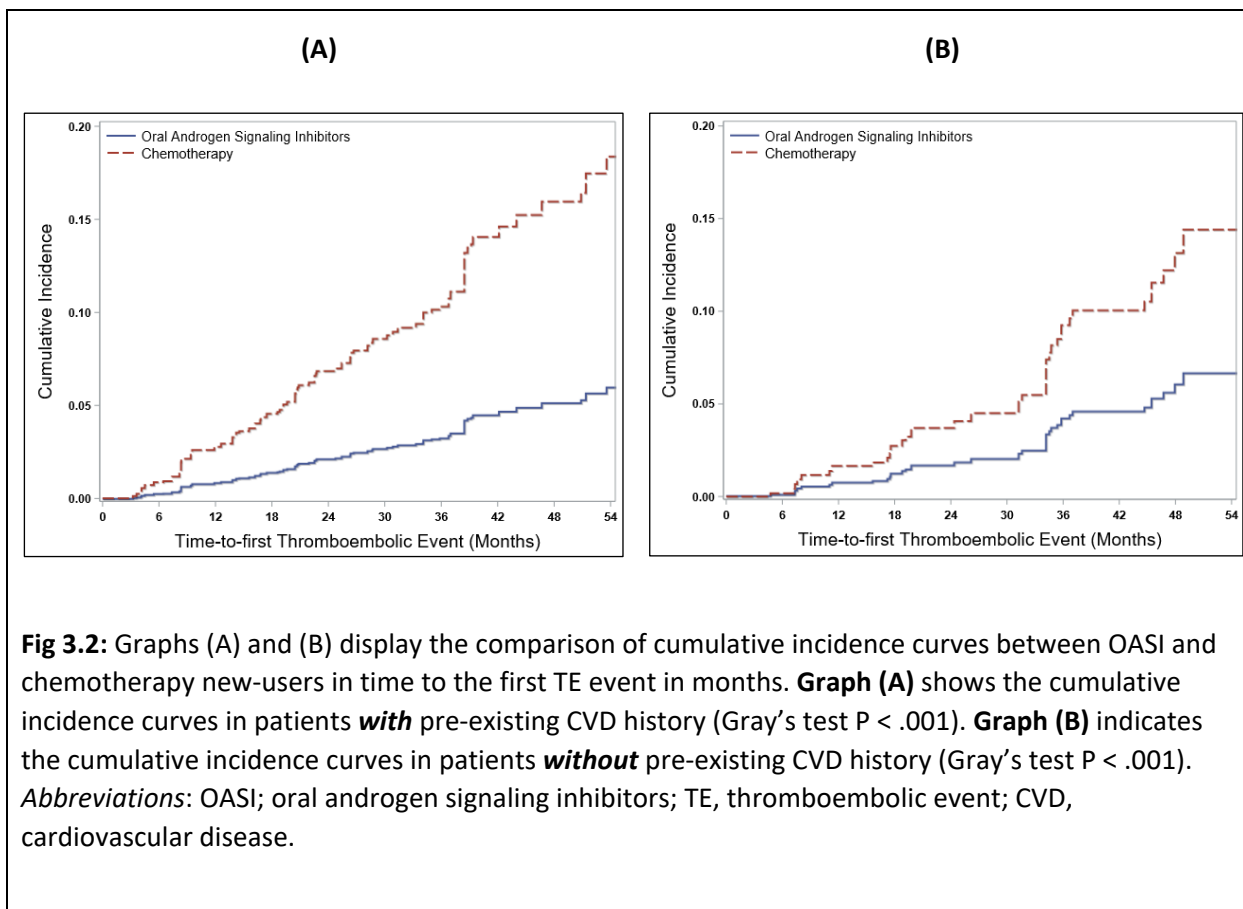 (A)
(B)
0.20
0.15
0.10
0.05
0.00
Cumulative Incidence
Oral Androgen Signaling Inhibitors
Chemotherapy
0 6 12 18 24 30 36 42 48 54
Time-to-first Thromboembolic Event (Months)
0.20
0.15
0.10
0.05
0.00
Cumulative Incidence
Oral Androgen Signaling Inhibitors
Chemotherapy
0 6 12 18 24 30 36 42 48 54
Time-to-first Thromboembolic Event (Months)
Fig 3.2: Graphs (A) and (B) display the comparison of cumulative incidence curves between OASI and
chemotherapy new-users in time to the first TE event in months. Graph (A) shows the cumulative
incidence curves in patients with pre-existing CVD history (Gray’s test P < .001). Graph (B) indicates
the cumulative incidence curves in patients without pre-existing CVD history (Gray’s test P < .001).
Abbreviations: OASI; oral androgen signaling inhibitors; TE, thromboembolic event; CVD,
cardiovascular disease.